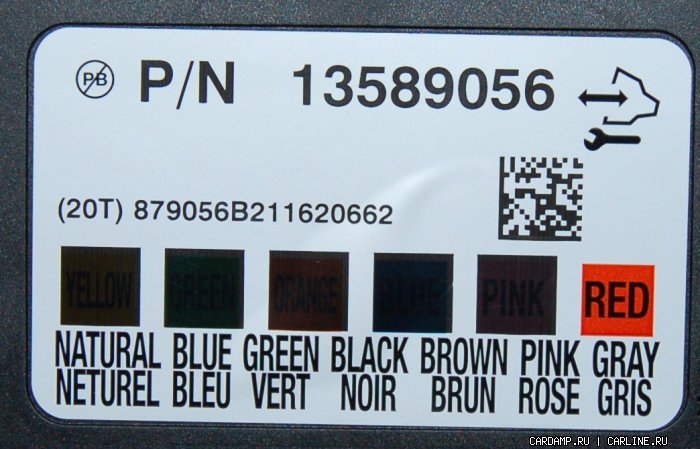 PB P/N 13589056
(20T) 879056B211620662
YELLOW GREEN ORANGE BLUE PINK RED
NATURAL BLUE GREEN BLACK BROWN PINK GRAY
NETUREL BLEU VERT NOIR BRUN ROSE GRIS
CARDAMP.RU | CARLINE.RU